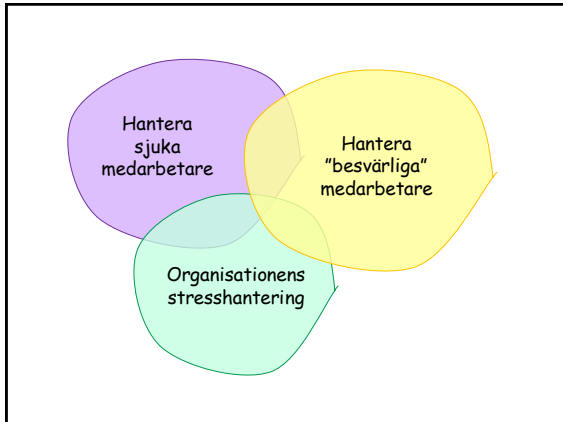 Hantera
sjuka
medarbetare
Hantera
"besvärliga"
medarbetare
Organisationens
stresshantering